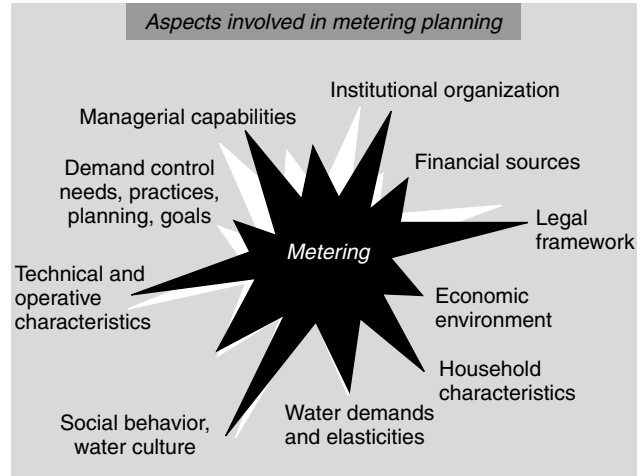 Aspects involved in metering planning
Institutional organization
Managerial capabilities
Financial sources
Demand control
needs, practices,
planning, goals
Legal
framework
Metering
Technical and
operative
characteristics
Economic
environment
Household
characteristics
Water demands
and elasticities
Social behavior,
water culture